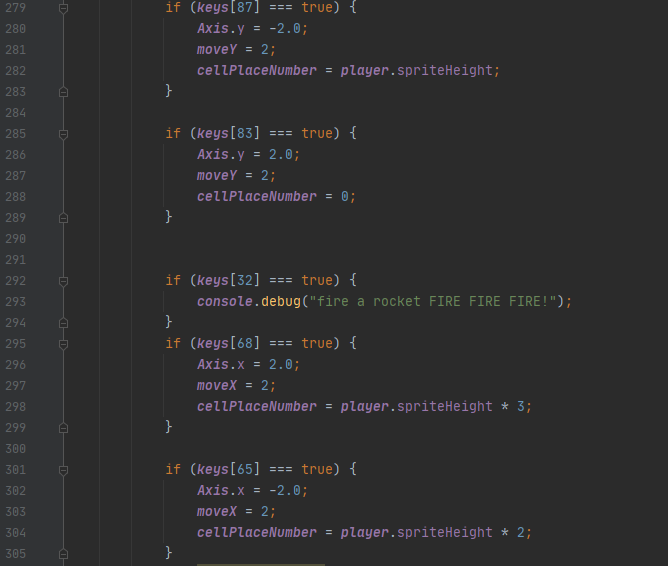 279 if (keys[87] === true) {
280 Axis.y = -2.0;
281 moveY = 2;
282 cellPlaceNumber = player.spriteHeight;
283 }
284
285 if (keys[83] === true) {
286 Axis.y = 2.0;
287 moveY = 2;
288 cellPlaceNumber = 0;
289 }
290
291
292 if (keys[32] === true) {
293 console.debug("fire a rocket FIRE FIRE FIRE!");
294 }
295 if (keys[68] === true) {
296 Axis.x = 2.0;
297 moveX = 2;
298 cellPlaceNumber = player.spriteHeight * 3;
299 }
300
301 if (keys[65] === true) {
302 Axis.x = -2.0;
303 moveX = 2;
304 cellPlaceNumber = player.spriteHeight * 2;
305 }